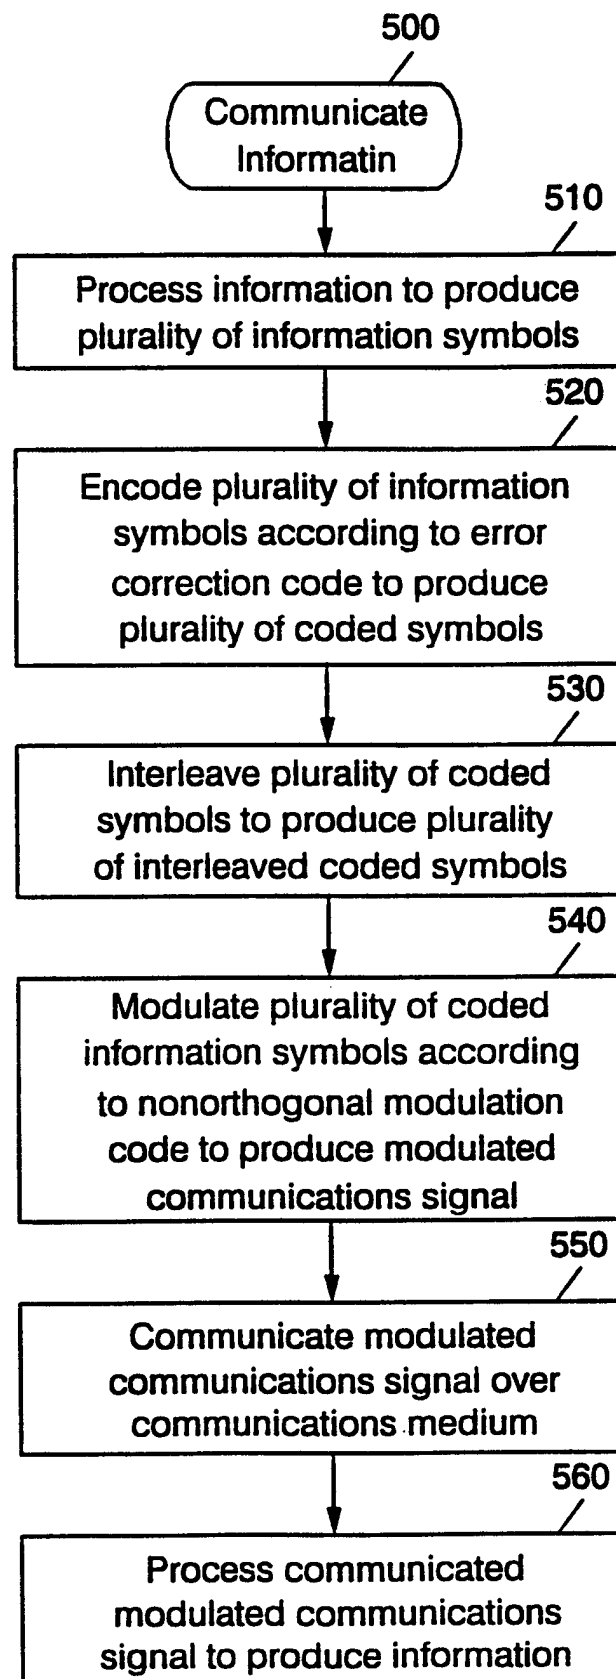 500
Communicate
Informatin
510
Process information to produce
plurality of information symbols
520
Encode plurality of information
symbols according to error
correction code to produce
plurality of coded symbols
530
Interleave plurality of coded
symbols to produce plurality
of interleaved coded symbols
540
Modulate plurality of coded
information symbols according
to nonorthogonal modulation
code to produce modulated
communications signal
550
Communicate modulated
communications signal over
communications medium
560
Process communicated
modulated communications
signal to produce information